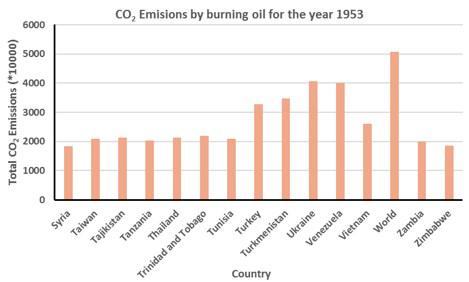 CO₂ Emisions by burning oil for the year 1953
Total CO₂ Emissions (*10000)
6000
5000
4000
3000
2000
1000
0
Syria
Taiwan
Tajikistan
Tanzania
Thailand
Trinidad and Tobago
Tunisia
Turkey
Turkmenistan
Ukraine
Venezuela
Vietnam
World
Zambia
Zimbabwe
Country